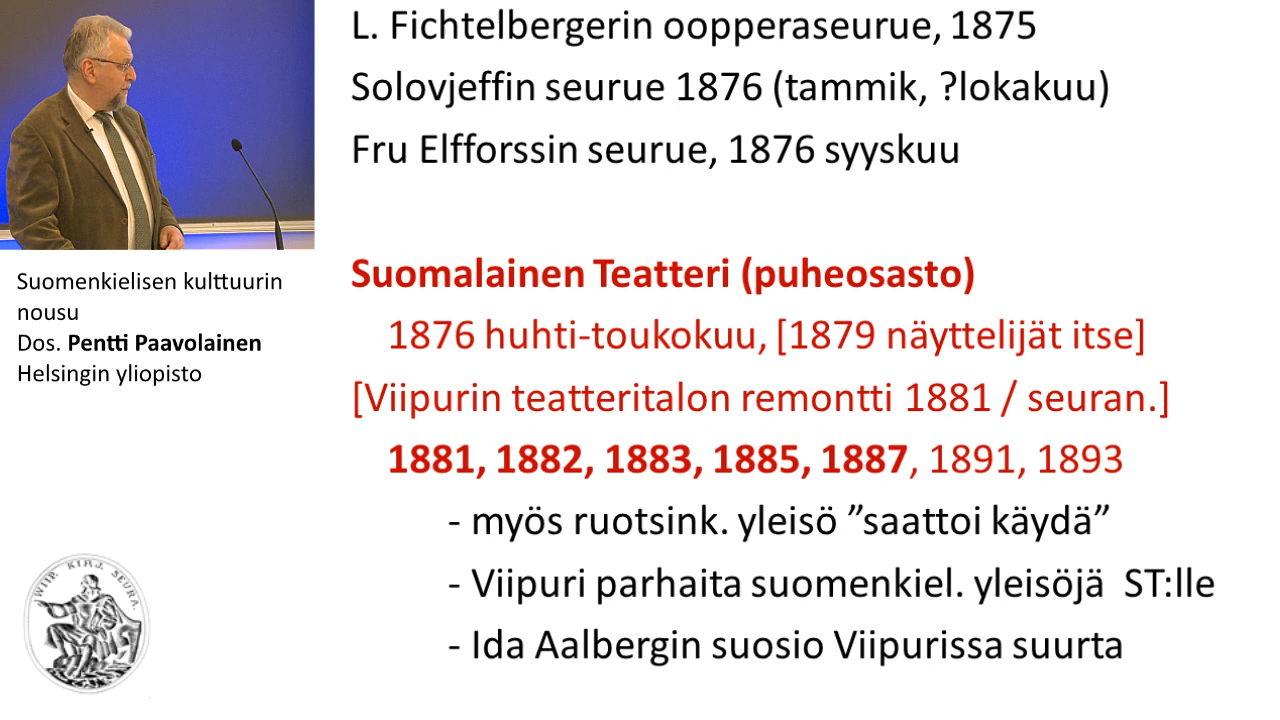 L. Fichtelbergerin oopperaseurue, 1875
Solovjeffin seurue 1876 (tammik, ?lokakuu)
Fru Elfforssin seurue, 1876 syyskuu
Suomalainen Teatteri (puheosasto)
1876 huhti-toukokuu, [1879 näyttelijät itse]
[Viipurin teatteritalon remontti 1881 / seuran.]
1881, 1882, 1883, 1885, 1887, 1891, 1893
- myös ruotsink. yleisö ”saattoi käydä”
- Viipuri parhaita suomenkiel. yleisöjä ST:lle
- Ida Aalbergin suosio Viipurissa suurta
Suomenkielisen kulttuurin
nousu
Dos. Pentti Paavolainen
Helsingin yliopisto
WIIP. KIRJ. SEURA.